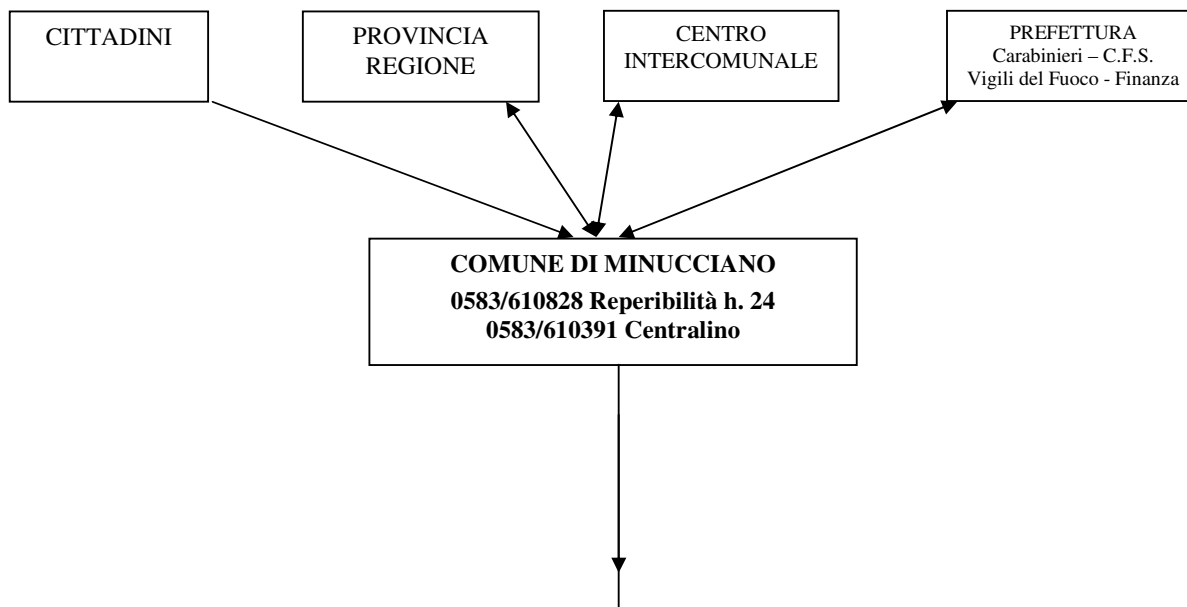 CITTADINI
PROVINCIA
REGIONE
CENTRO
INTERCOMUNALE
PREFETTURA
Carabinieri – C.F.S.
Vigili del Fuoco - Finanza
COMUNE DI MINUCCIANO
0583/610828 Reperibilità h. 24
0583/610391 Centralino